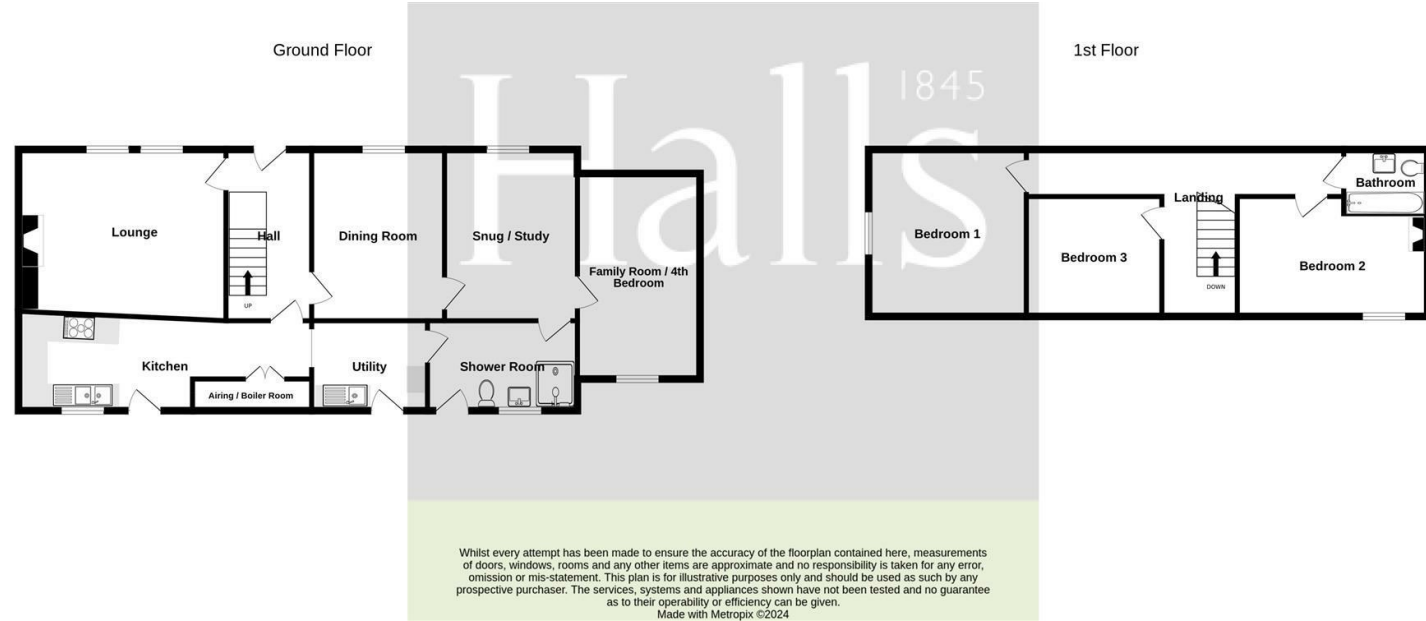 Ground Floor
1st Floor
Halls
1845
Lounge
Hall
UP
Dining Room
Snug / Study
Family Room / 4th
Bedroom
Kitchen
Airing / Boiler Room
Utility
Shower Room
Bedroom 1
Bedroom 3
Landing
DOWN
Bedroom 2
Bathroom
Whilst every attempt has been made to ensure the accuracy of the floorplan contained here, measurements
of doors, windows, rooms and any other items are approximate and no responsibility is taken for any error,
omission or mis-statement. This plan is for illustrative purposes only and should be used as such by any
prospective purchaser. The services, systems and appliances shown have not been tested and no guarantee
as to their operability or efficiency can be given.
Made with Metropix ©2024